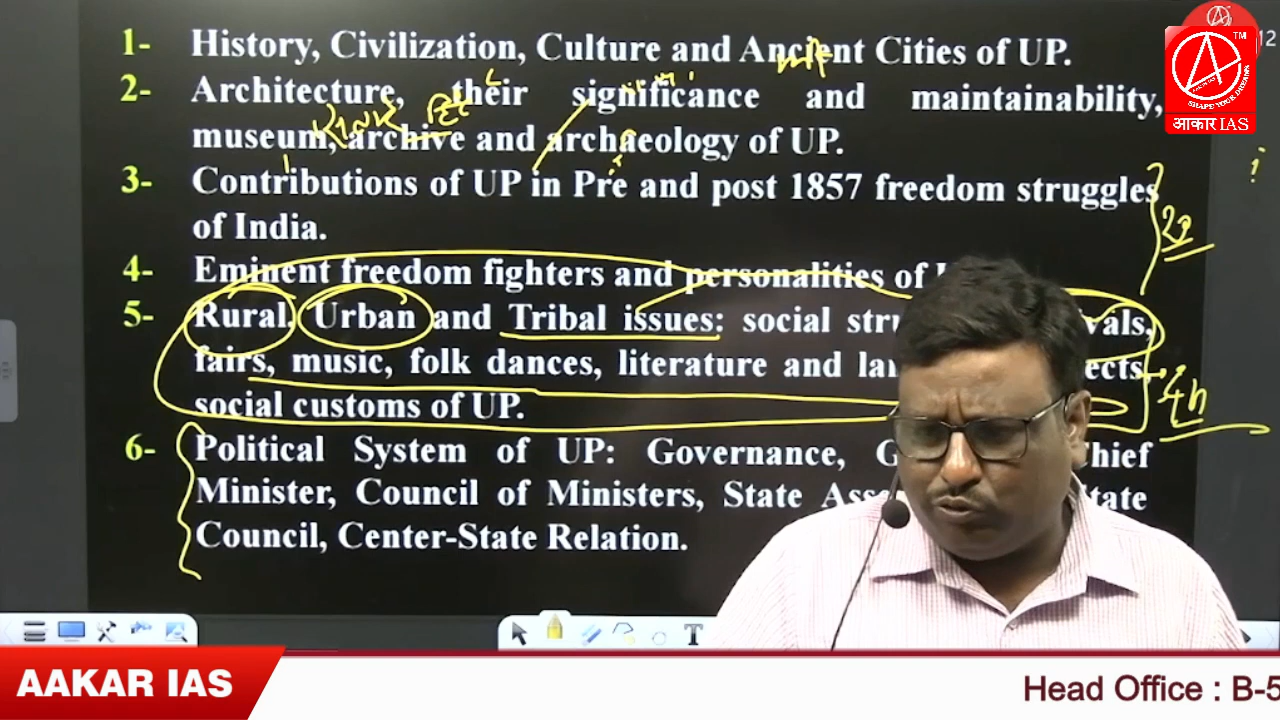 1- History, Civilization, Culture and Ancient Cities of UP.
2- Architecture, their significance and maintainability,
museum, archive and archaeology of UP.
3- Contributions of UP in Pre and post 1857 freedom struggles
of India.
4- Eminent freedom fighters and personalities of
5- Rural, Urban and Tribal issues: social
fairs, music, folk dances, literature and
social customs of UP.
6- Political System of UP: Governance,
Minister, Council of Ministers, State
Council, Center-State Relation.
TM
SHAPE YOUR DREAMS
आकार IAS
12
4h
T
AAKAR IAS
Head Office : B-5